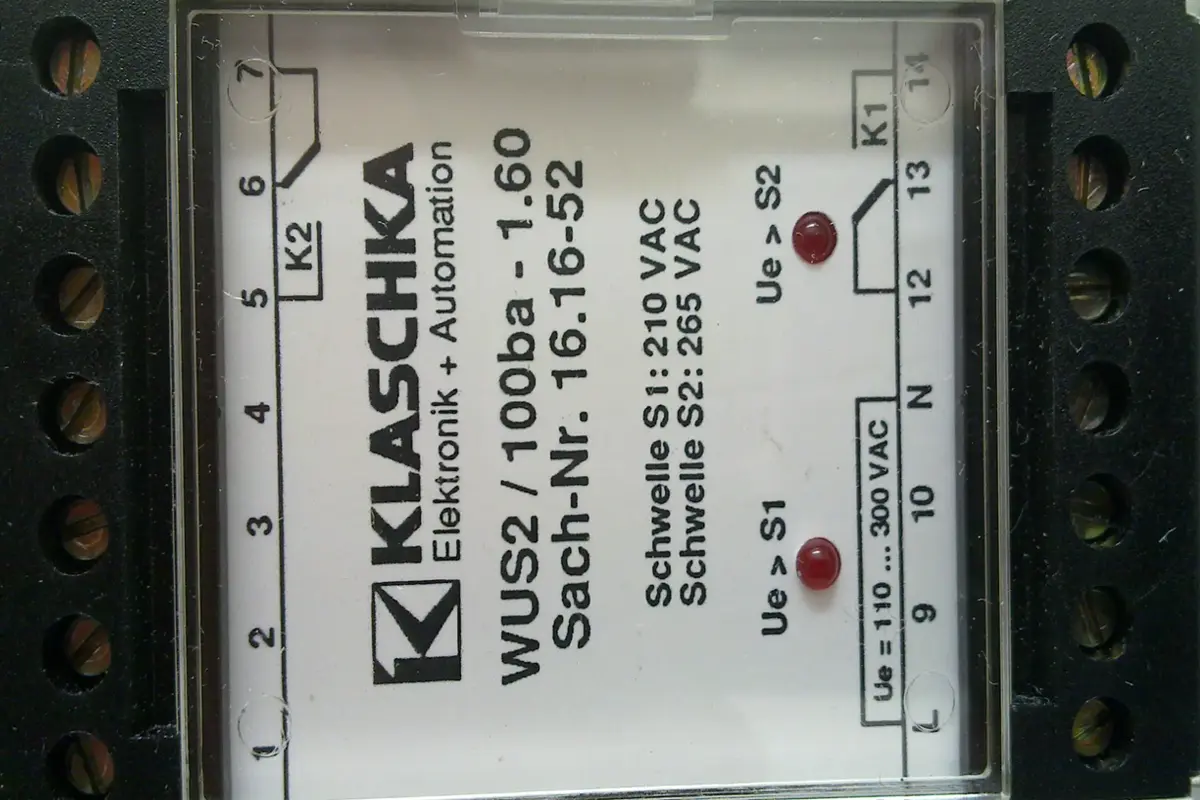 1 2 3 4 5 6 7
K2
KLASCHKA
Elektronik + Automation
WUS2 / 100ba - 1.60
Sach-Nr. 16.16-52
Schwelle S1: 210 VAC
Schwelle S2: 265 VAC
Ue > S1 Ue > S2
Ue = 110 ... 300 VAC K1
L 9 10 N 12 13 14